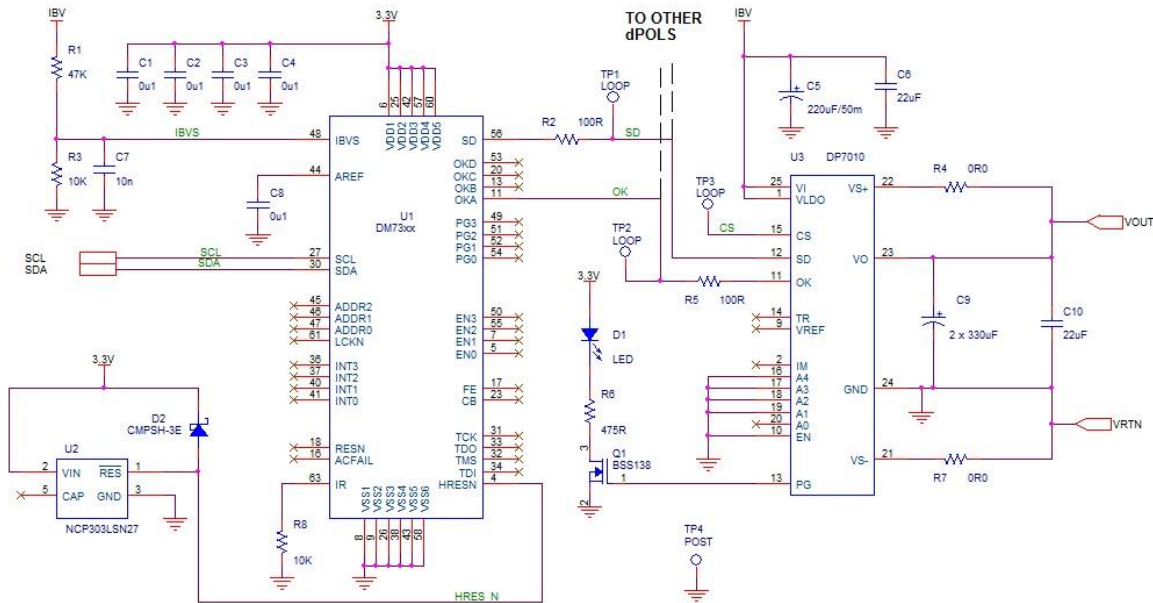 IBV
R1
47K
C1
0u1
C2
0u1
C3
0u1
C4
0u1
3.3V
TO OTHER
dPOLS
IBV
C5
220uF/50m
C6
22uF
TP1
LOOP
R2
100R
SD
IBVS
R3
10K
C7
10n
C8
0u1
6
25
42
57
60
VDD1
VDD2
VDD3
VDD4
VDD5
48
IBVS
44
AREF
U1
DM73xx
SCL
SCL
27
SCL
SDA
SDA
30
SDA
45
ADDR2
46
ADDR1
47
ADDR0
61
LCKN
36
INT3
37
INT2
40
INT1
41
INT0
18
RESN
16
ACFAIL
63
IR
SD
56
OKD
53
OKC
20
OKB
13
OKA
11
OK
PG3
49
PG2
51
PG1
52
PG0
54
EN3
50
EN2
55
EN1
7
EN0
5
FE
17
CB
23
TCK
31
TDO
33
TMS
32
TDI
34
HRESN
4
VSS1
VSS2
VSS3
VSS4
VSS5
VSS6
8
9
26
38
43
58
R8
10K
HRES_N
3.3V
D2
CMPSH-3E
U2
2
VIN
RES
1
5
CAP
GND
3
NCP303LSN27
TP3
LOOP
CS
TP2
LOOP
R5
100R
3.3V
D1
LED
R6
475R
3
Q1
BSS138
1
2
TP4
POST
U3
DP7010
25
VI
1
VLDO
15
CS
12
SD
11
OK
14
TR
9
VREF
2
IM
16
A4
17
A3
18
A2
19
A1
20
A0
10
EN
13
PG
VS+
22
VO
23
GND
24
VS-
21
R4
0R0
C9
2 x 330uF
C10
22uF
R7
0R0
VOUT
VRTN